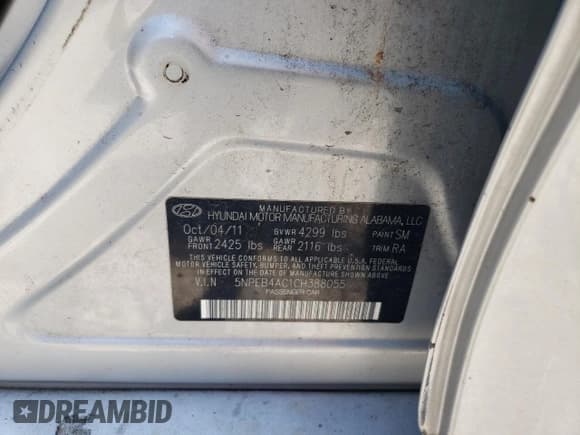 MANUFACTURED BY
HYUNDAI MOTOR MANUFACTURING ALABAMA, LLC
Oct/04/11 GVWR 4299 lbs PAINT SM
GAWR FRONT 2425 lbs GAWR REAR 2116 lbs TRIM RA
THIS VEHICLE CONFORMS TO ALL APPLICABLE U.S.A. FEDERAL
MOTOR VEHICLE SAFETY, BUMPER, AND THEFT PREVENTION
STANDARDS IN EFFECT ON THE DATE OF MANUFACTURE SHOWN ABOVE.
V.I.N 5NPEB4AC1CH388055
PASSENGER CAR
DREAMBID